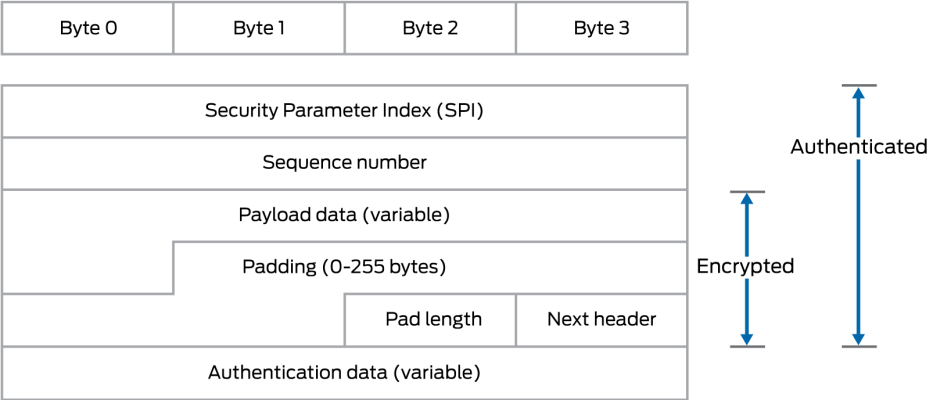 Byte 0 Byte 1 Byte 2 Byte 3
Security Parameter Index (SPI)
Authenticated
Sequence number
Payload data (variable)
Padding (0-255 bytes)
Encrypted
Pad length Next header
Authentication data (variable)